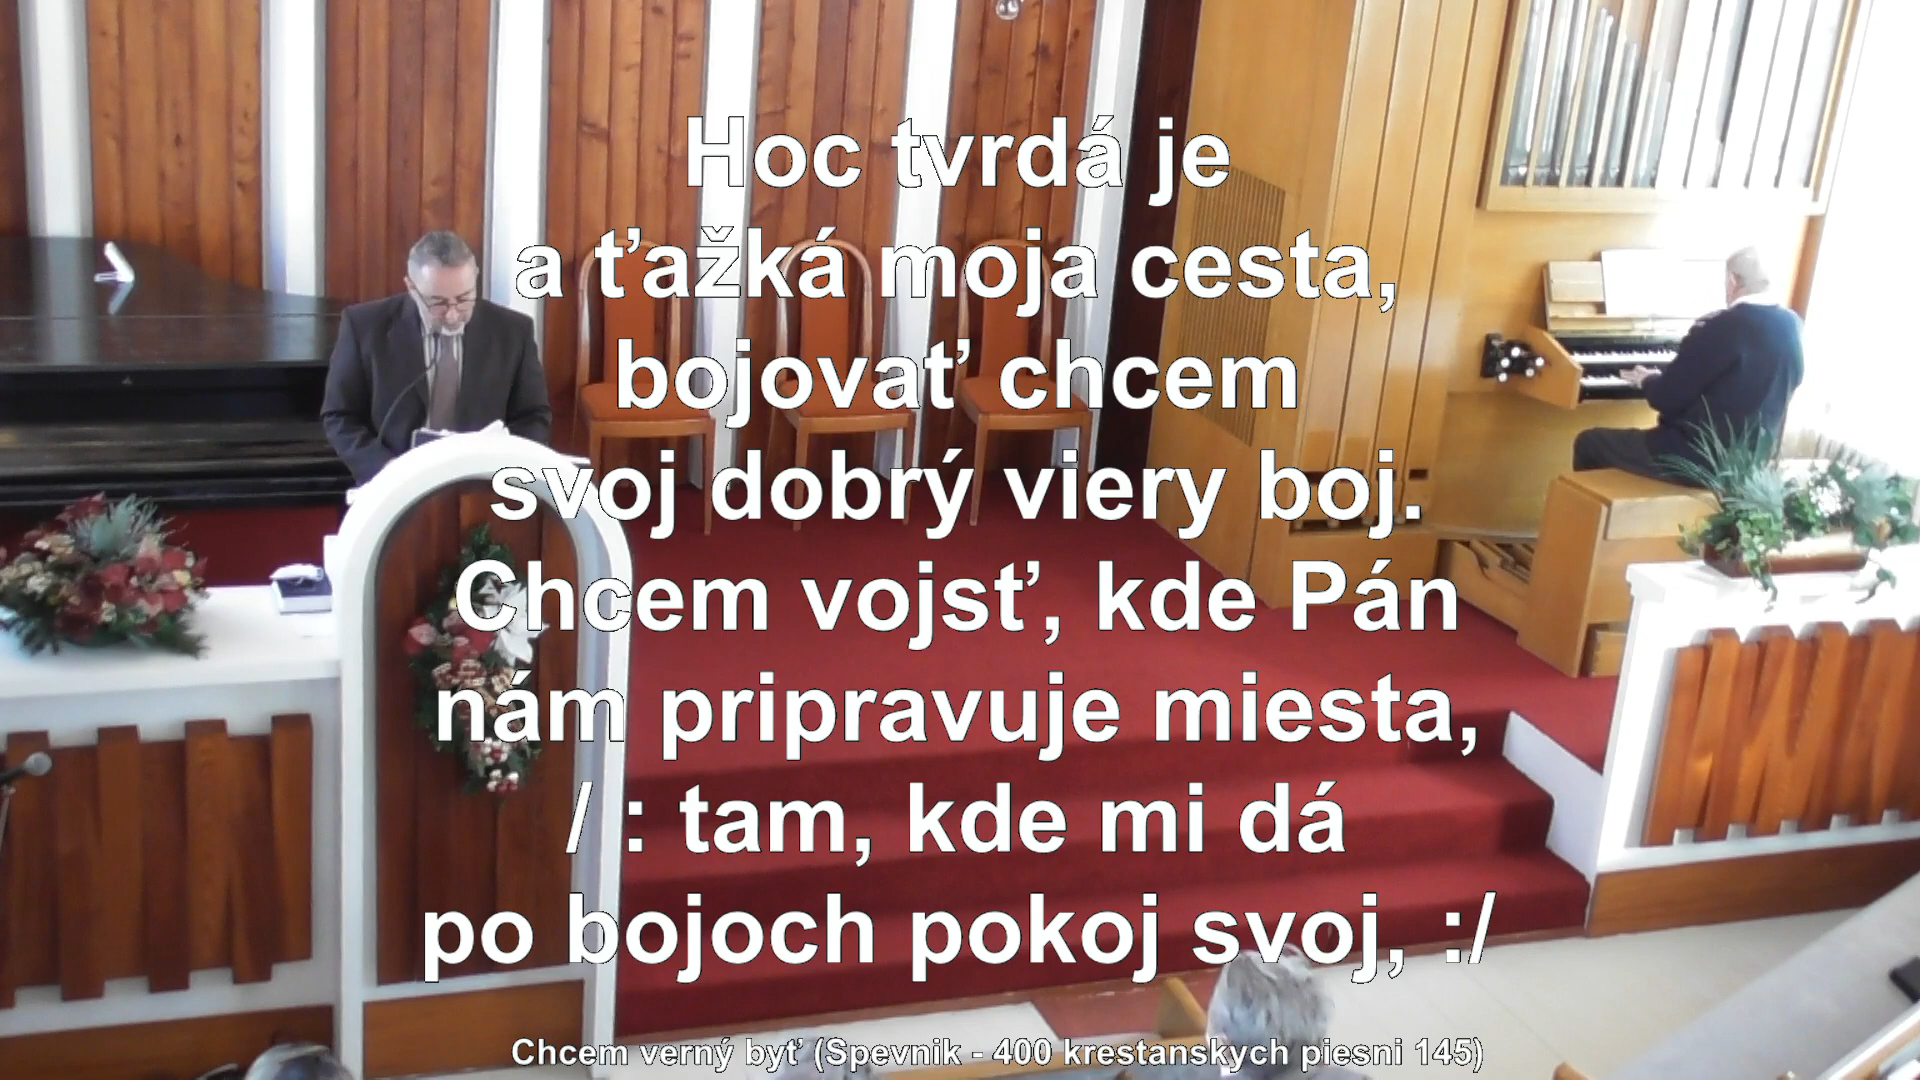 Hoc tvrdá je
a ťažká moja cesta,
bojovať chcem
svoj dobrý viery boj.
Chcem vojsť, kde Pán
nám pripravuje miesta,
/ : tam, kde mi dá
po bojoch pokoj svoj, :/
Chcem verný byť (Spevnik - 400 krestanskych piesni 145)